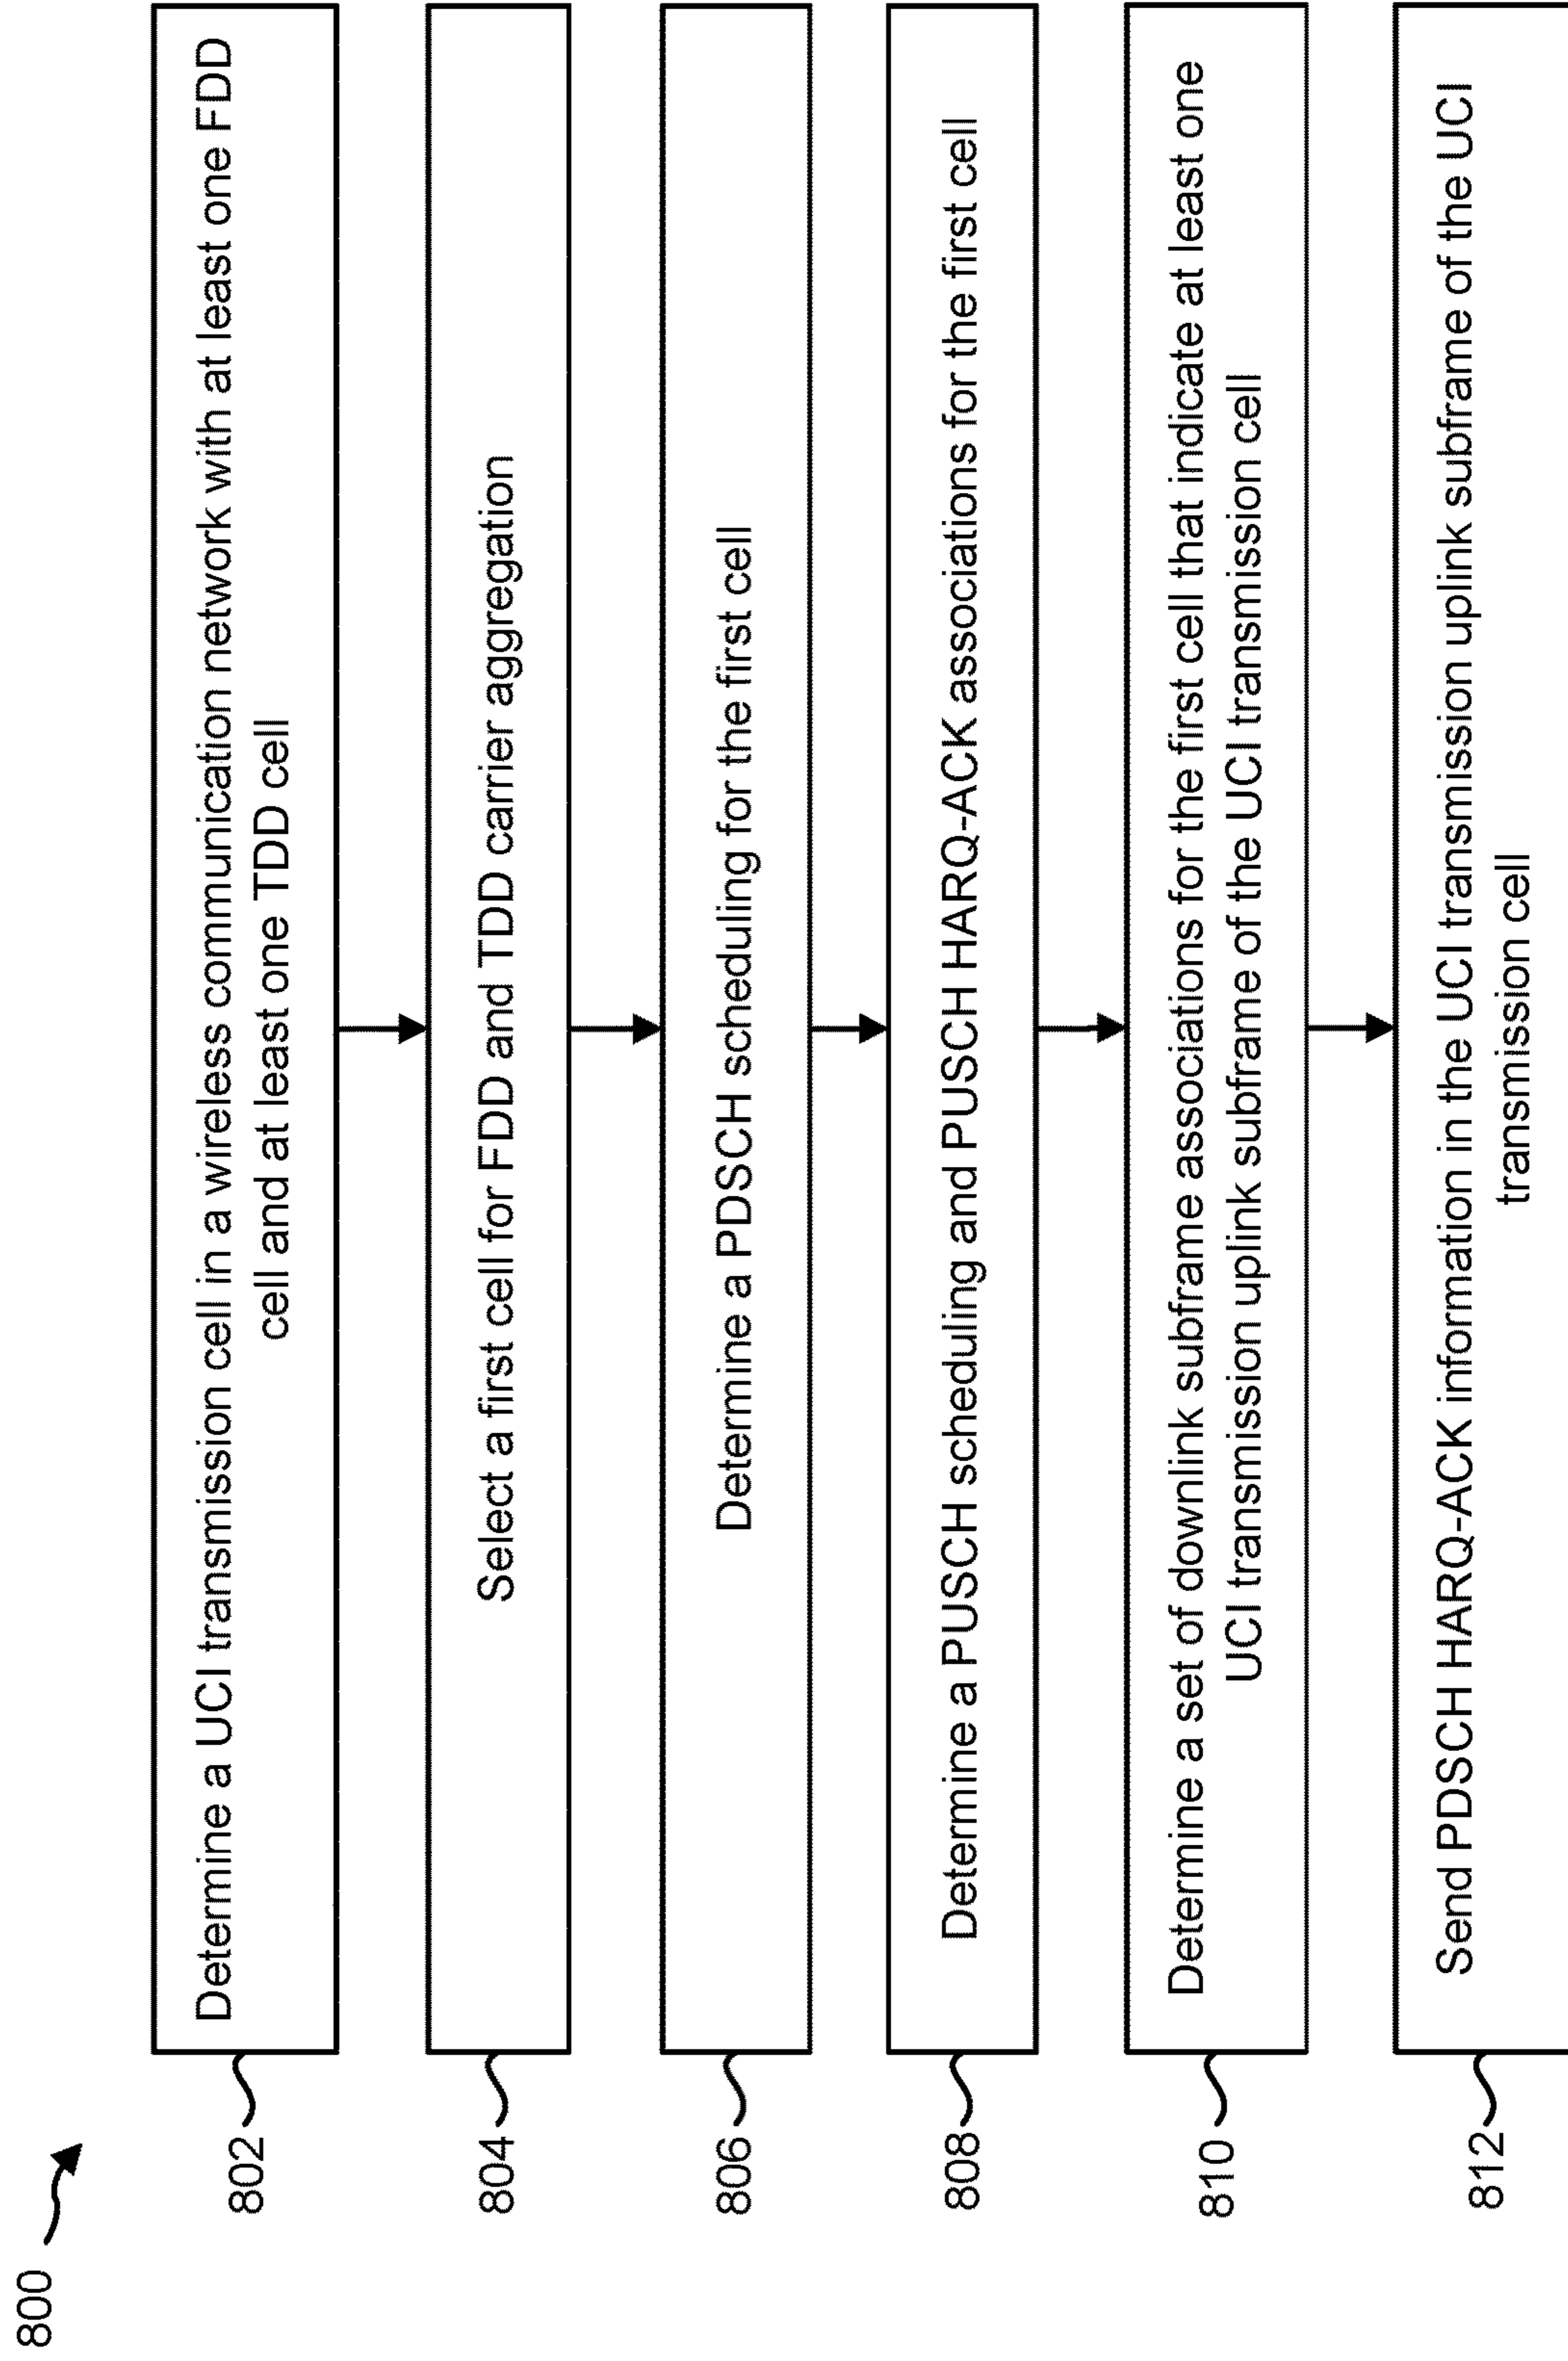 800
802
Determine a UCI transmission cell in a wireless communication network with at least one FDD
cell and at least one TDD cell
804
Select a first cell for FDD and TDD carrier aggregation
806
Determine a PDSCH scheduling for the first cell
808
Determine a PUSCH scheduling and PUSCH HARQ-ACK associations for the first cell
810
Determine a set of downlink subframe associations for the first cell that indicate at least one
UCI transmission uplink subframe of the UCI transmission cell
812
Send PDSCH HARQ-ACK information in the UCI transmission uplink subframe of the UCI
transmission cell